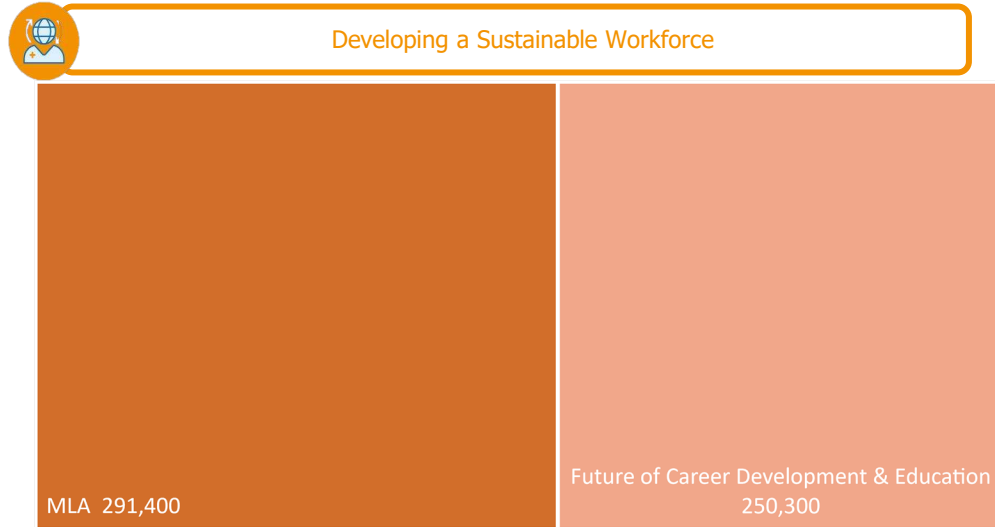 Developing a Sustainable Workforce
MLA 291,400
Future of Career Development & Education
250,300